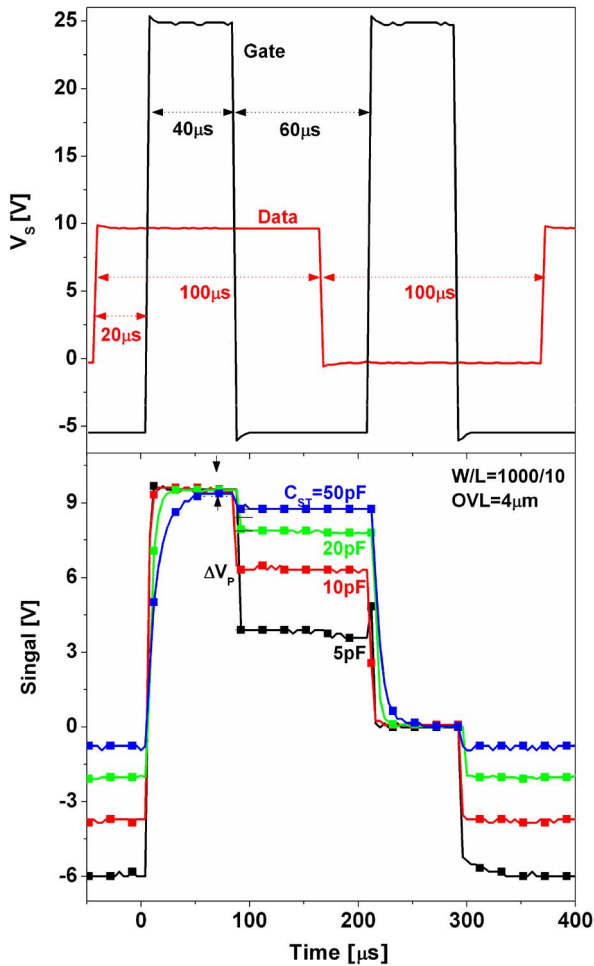 25
20
15
10
5
0
-5
V_S [V]
Gate
40μs
60μs
Data
100μs
100μs
20μs
9
6
3
0
-3
-6
Singal [V]
W/L=1000/10
OVL=4μm
C_ST=50pF
20pF
10pF
5pF
ΔV_P
0
100
200
300
400
Time [μs]